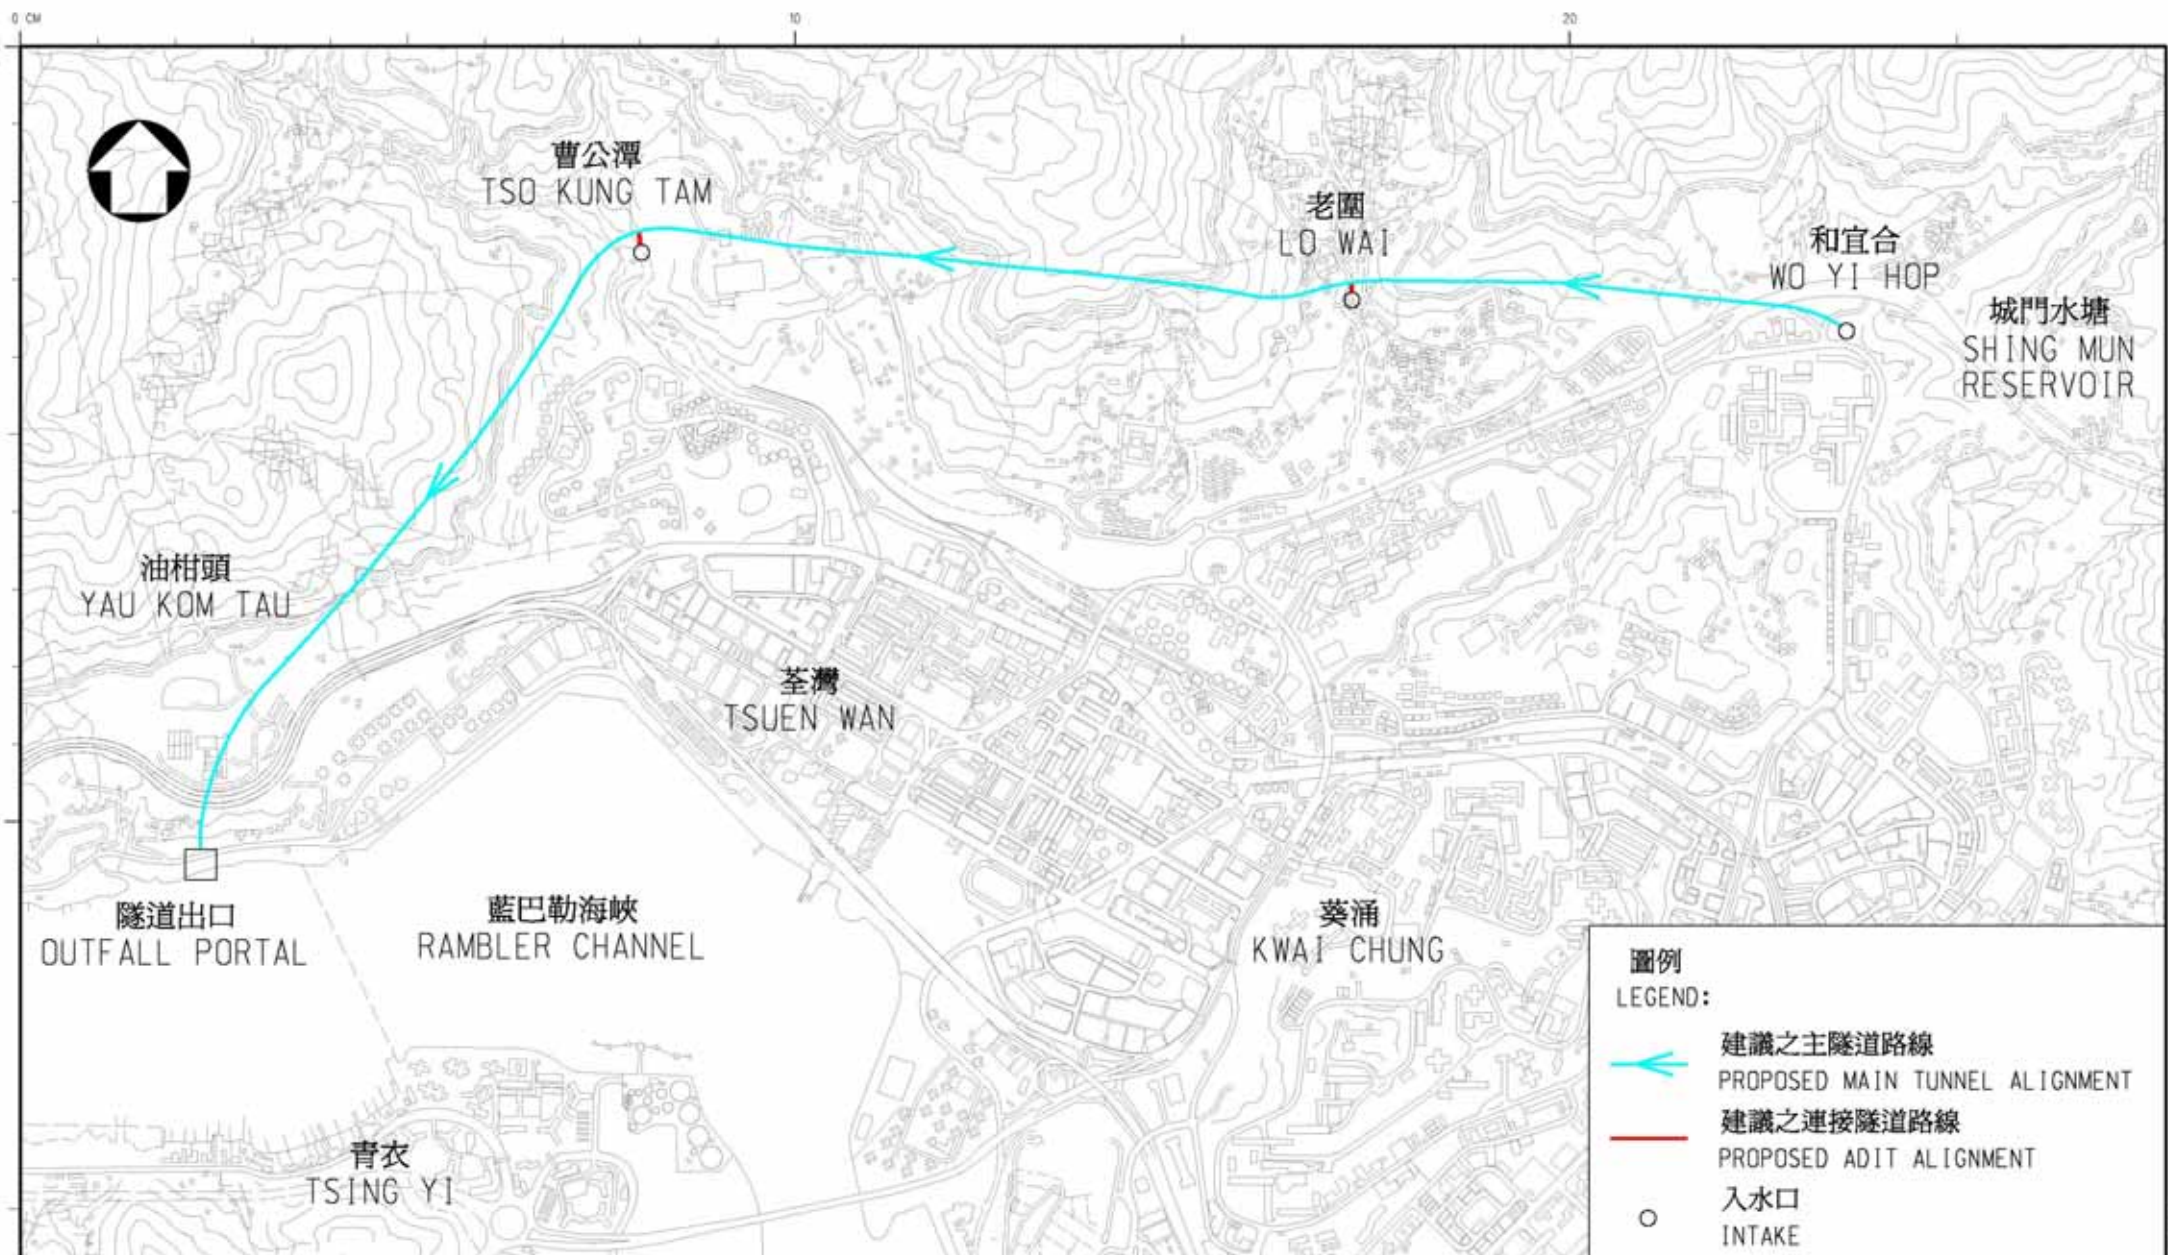 0 CM
10
20
曹公潭
TSO KUNG TAM
老圍
LO WAI
和宜合
WO YI HOP
城門水塘
SHING MUN
RESERVOIR
油柑頭
YAU KOM TAU
荃灣
TSUEN WAN
隧道出口
OUTFALL PORTAL
藍巴勒海峽
RAMBLER CHANNEL
葵涌
KWAI CHUNG
青衣
TSING YI
圖例
LEGEND:
建議之主隧道路線
PROPOSED MAIN TUNNEL ALIGNMENT
建議之連接隧道路線
PROPOSED ADIT ALIGNMENT
入水口
INTAKE